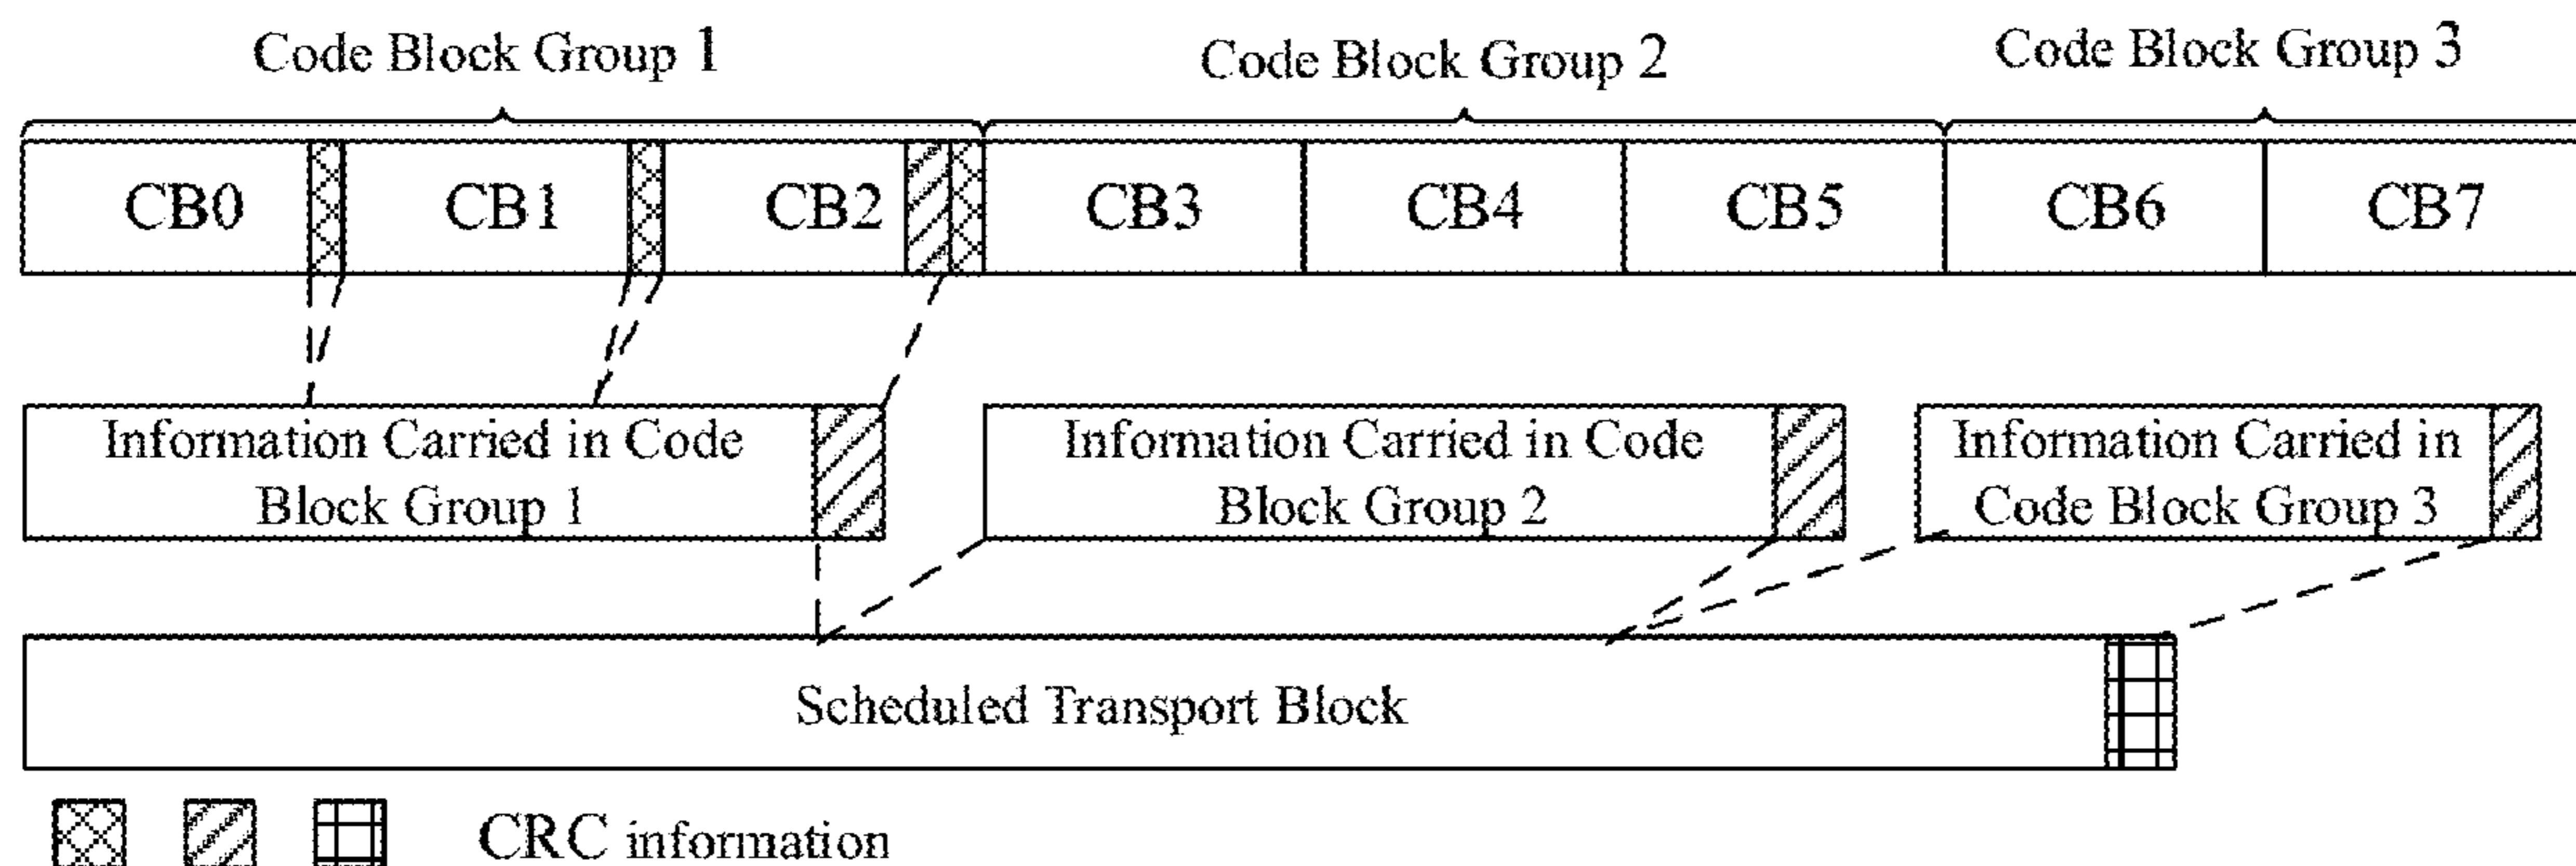 Code Block Group 1
Code Block Group 2
Code Block Group 3
CB0
CB1
CB2
CB3
CB4
CB5
CB6
CB7
Information Carried in Code
Block Group 1
Information Carried in Code
Block Group 2
Information Carried in
Code Block Group 3
Scheduled Transport Block
CRC information